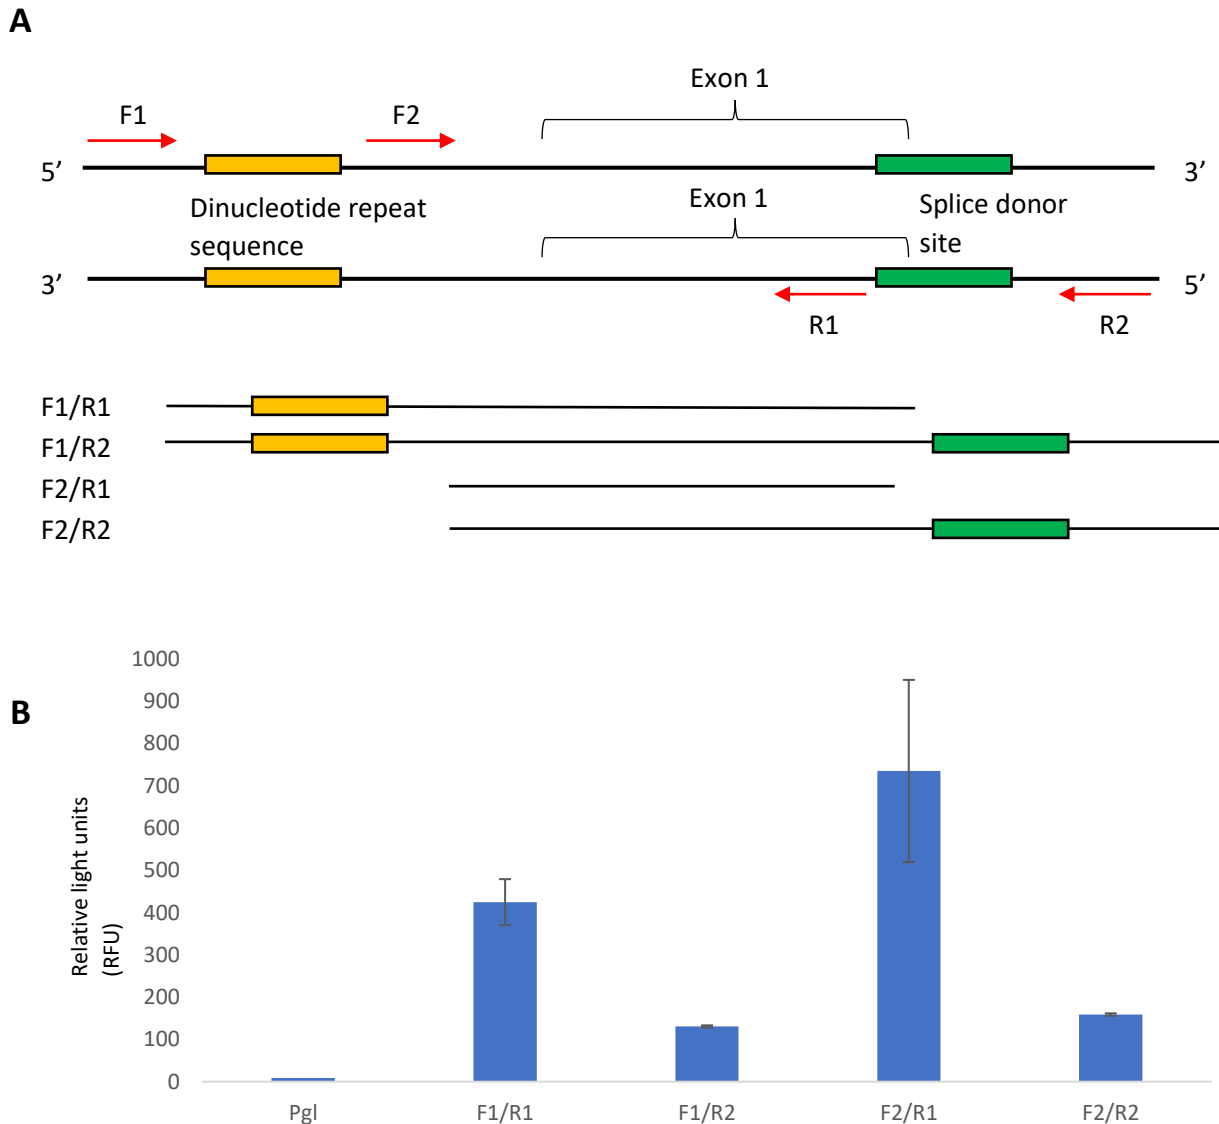 A
Exon 1
F1
F2
5’
3’
Dinucleotide repeat
sequence
Exon 1
Splice donor
site
3’
5’
R1
R2
F1/R1
F1/R2
F2/R1
F2/R2
B
Relative light units
(RFU)
1000
900
800
700
600
500
400
300
200
100
0
Pgl
F1/R1
F1/R2
F2/R1
F2/R2